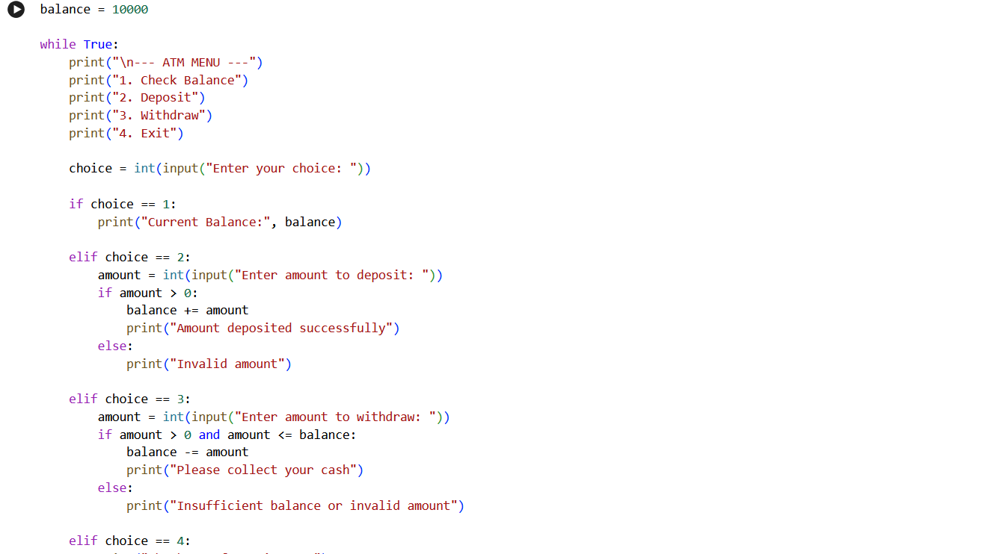 balance = 10000
while True:
    print("\n--- ATM MENU ---")
    print("1. Check Balance")
    print("2. Deposit")
    print("3. Withdraw")
    print("4. Exit")
    choice = int(input("Enter your choice: "))
    if choice == 1:
        print("Current Balance:", balance)
    elif choice == 2:
        amount = int(input("Enter amount to deposit: "))
        if amount > 0:
            balance += amount
            print("Amount deposited successfully")
        else:
            print("Invalid amount")
    elif choice == 3:
        amount = int(input("Enter amount to withdraw: "))
        if amount > 0 and amount <= balance:
            balance -= amount
            print("Please collect your cash")
        else:
            print("Insufficient balance or invalid amount")
    elif choice == 4: